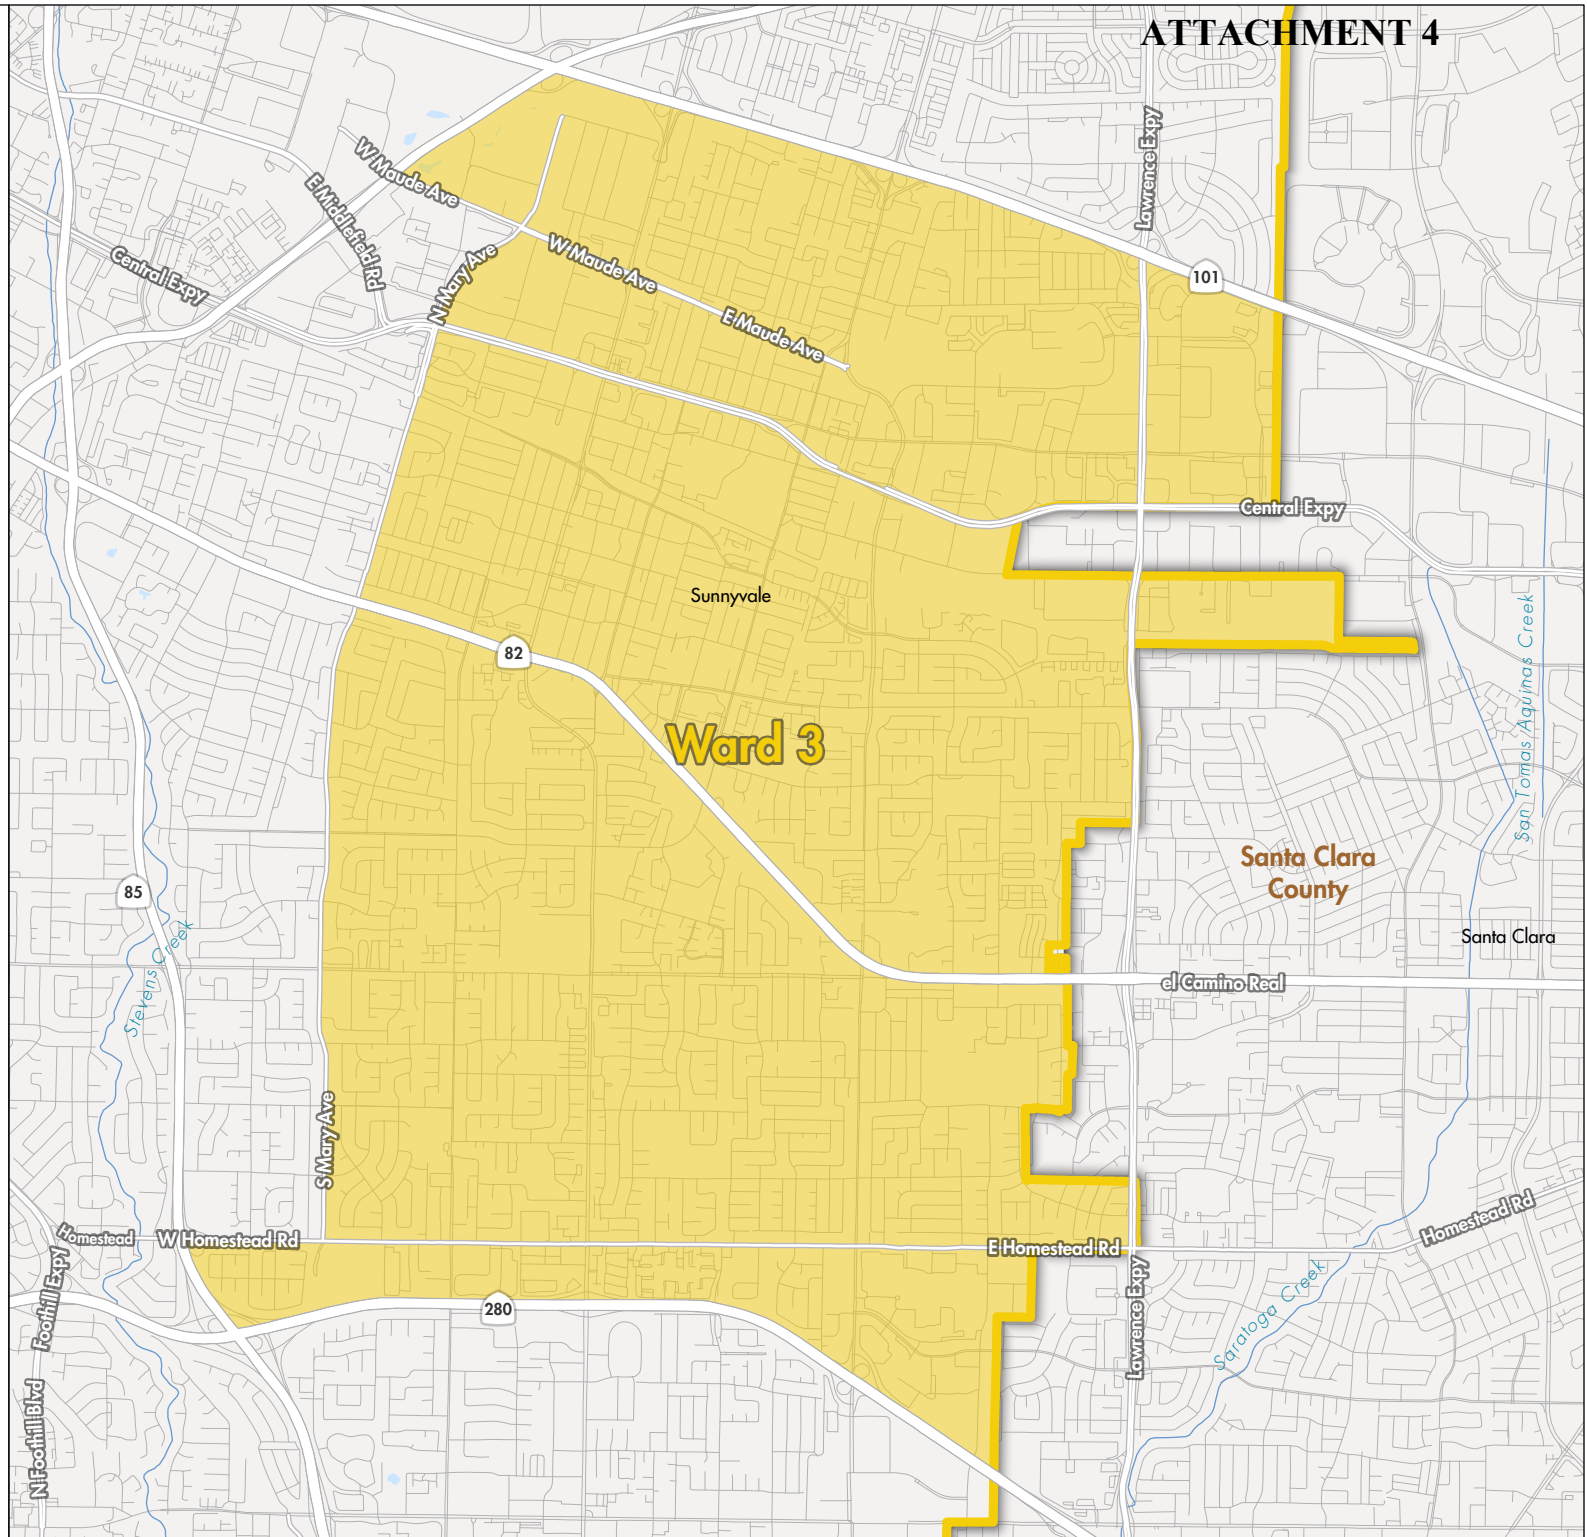 ATTACHMENT 4
Lawrence Expy
W Maude Ave
E Middlefield Rd
Central Expy
N Mary Ave
W Maude Ave
E Maude Ave
101
Central Expy
Sunnyvale
82
Ward 3
San Tomas Aquinas Creek
Santa Clara
County
85
Santa Clara
Stevens Creek
el Camino Real
S Mary Ave
Homestead
W Homestead Rd
E Homestead Rd
Homestead Rd
Foothill Expy
280
Lawrence Expy
Saratoga Creek
N Foothill Blvd